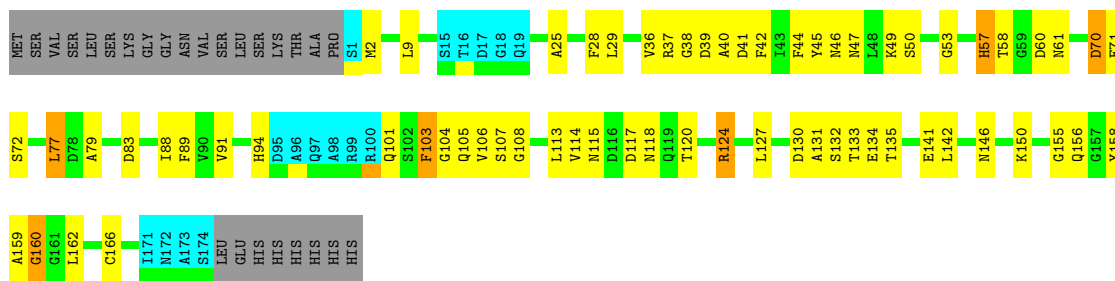 MET SER VAL LEU SER LYS GLY GLY ASN VAL SER LEU SER LYS THR ALA PRO S1 M2 L9 S15 T16 D17 G18 Q19 A25 F28 L29 V36 R37 G38 D39 A40 D41 F42 I43 F44 Y45 N46 N47 L48 K49 S50 G53 H57 T58 G59 D60 N61 D70
S72 L77 D78 A79 D83 I88 F89 V90 V91 H94 D95 A96 Q97 A98 R99 R100 Q101 S102 F103 G104 Q105 V106 S107 G108 L113 V114 N115 D116 D117 N118 Q119 T120 R124 L127 D130 A131 S132 T133 E134 T135 E141 L142 N146 K150 G155 Q156 G157
A159 G160 G161 L162 C166 I171 N172 A173 S174 LEU GLU HIS HIS HIS HIS HIS HIS